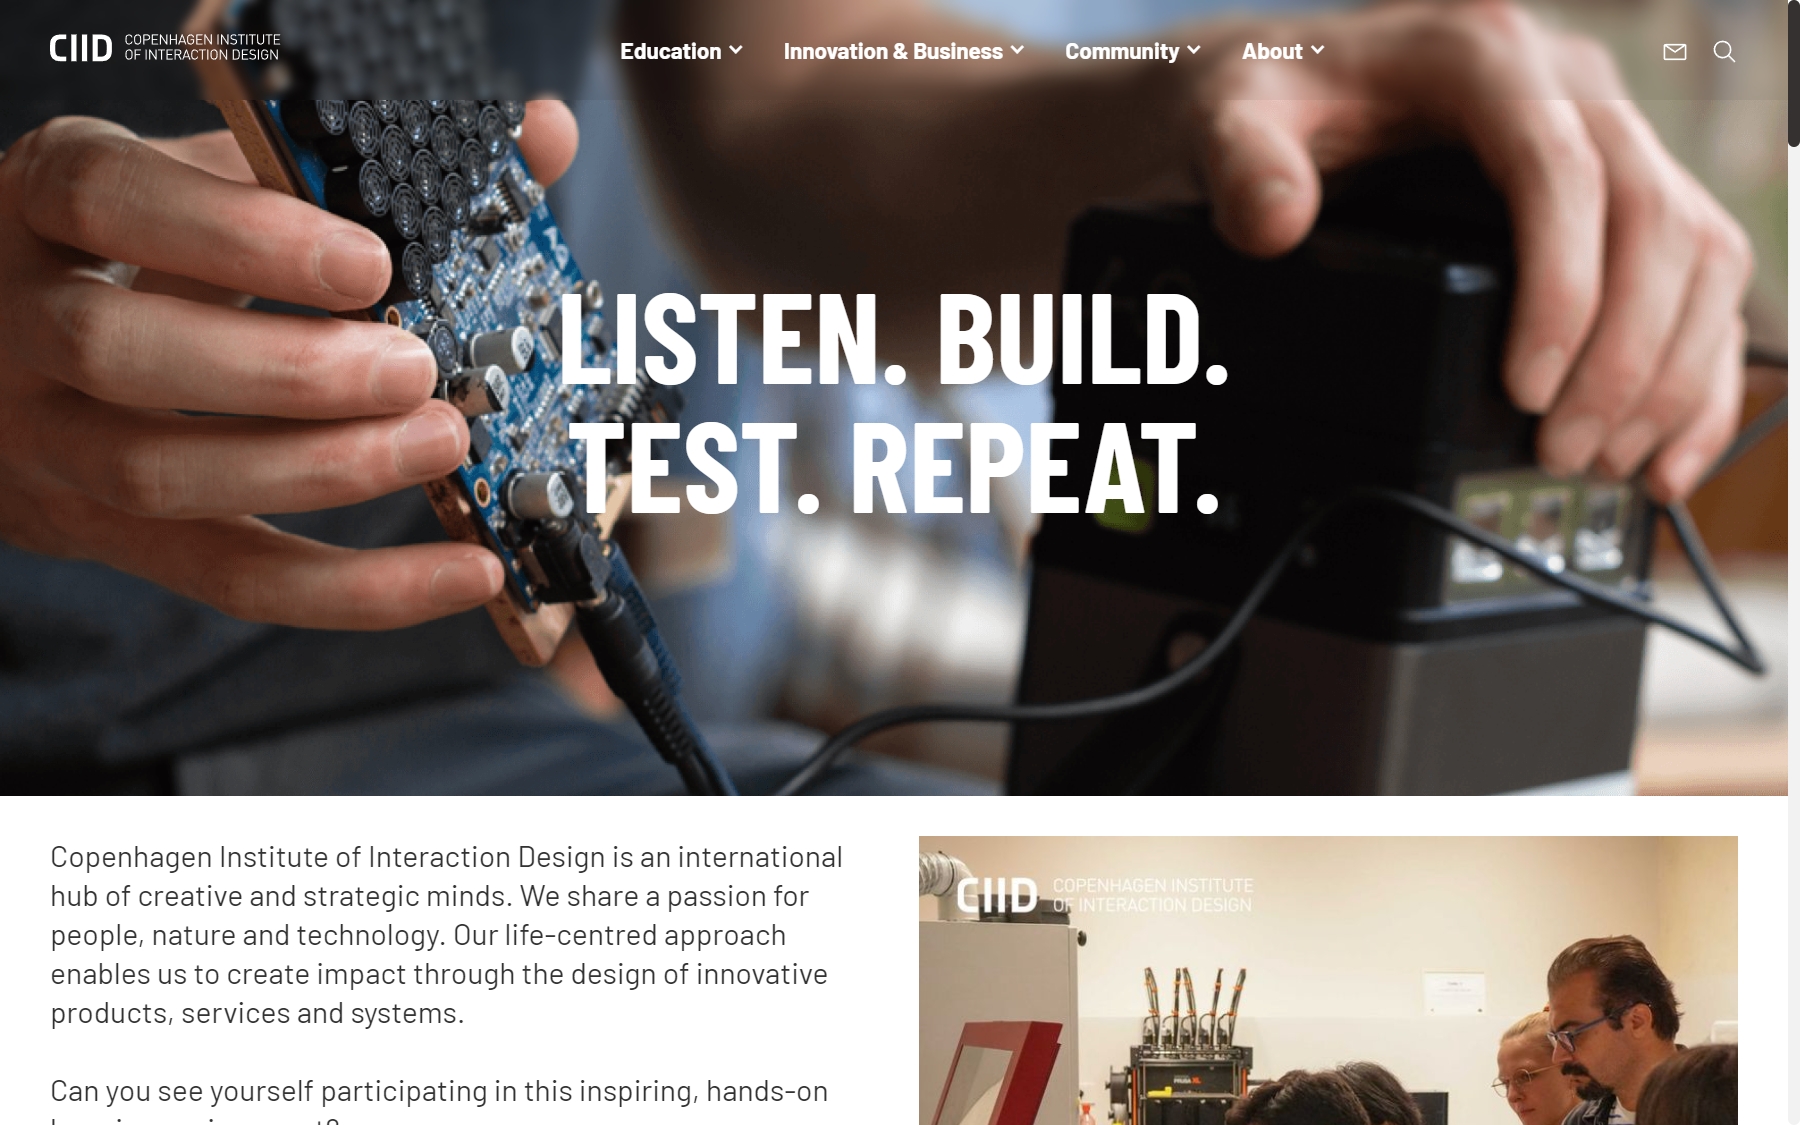 CIID COPENHAGEN INSTITUTE
OF INTERACTION DESIGN
Education
Innovation & Business
Community
About
LISTEN. BUILD.
TEST. REPEAT.
Copenhagen Institute of Interaction Design is an international
hub of creative and strategic minds. We share a passion for
people, nature and technology. Our life-centred approach
enables us to create impact through the design of innovative
products, services and systems.
Can you see yourself participating in this inspiring, hands-on
CIID COPENHAGEN INSTITUTE
OF INTERACTION DESIGN
PRUSA XL